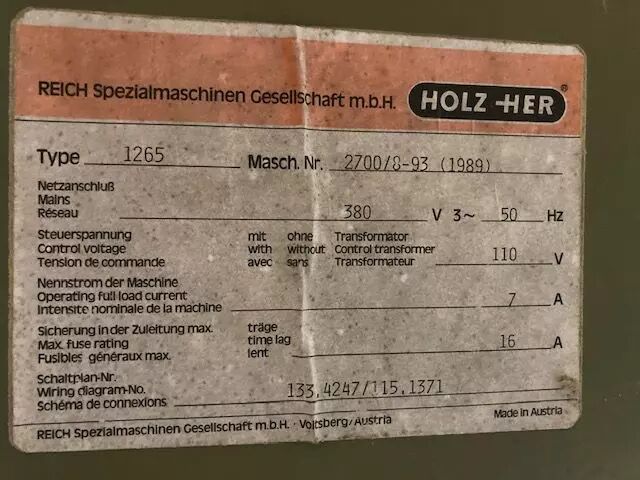 REICH Spezialmaschinen Gesellschaft m.b.H. HOLZ-HER ®
Type 1265 Masch. Nr. 2700/8-93 (1989)
Netzanschluß
Mains
Réseau 380 V 3~ 50 Hz
Steuerspannung mit ohne Transformator
Control voltage with without Control transformer 110 V
Tension de commande avec sans Transformateur
Nennstrom der Maschine
Operating full load current 7 A
Intensite nominale de la machine
Sicherung in der Zuleitung max. träge
Max. fuse rating time lag 16 A
Fusibles généraux max. lent
Schaltplan-Nr.
Wiring diagram-No. 133.4247/115.1371
Schéma de connexions
REICH Spezialmaschinen Gesellschaft m.b.H. · Voitsberg/Austria Made in Austria